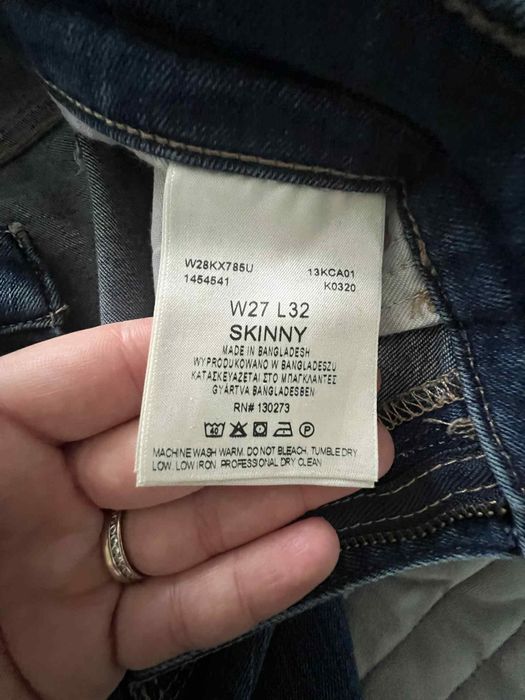 W28KX785U 13KCA01
1454541 K0320
W27 L32
SKINNY
MADE IN BANGLADESH
WYPRODUKOWANO W BANGLADESZU
ΚΑΤΑΣΚΕΥΑΖΕΤΑΙ ΣΤΟ ΜΠΑΓΚΛΑΝΤΕΣ
GYÁRTVA BANGLADESBEN
RN# 130273
40 P
MACHINE WASH WARM. DO NOT BLEACH. TUMBLE DRY
LOW. LOW IRON. PROFESSIONAL DRY CLEAN